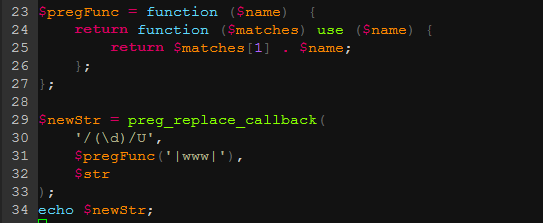 23 $pregFunc = function ($name)  {
24     return function ($matches) use ($name) {
25         return $matches[1] . $name;
26     };
27 };
28
29 $newStr = preg_replace_callback(
30     '/(\d)/U',
31     $pregFunc('|www|'),
32     $str
33 );
34 echo $newStr;